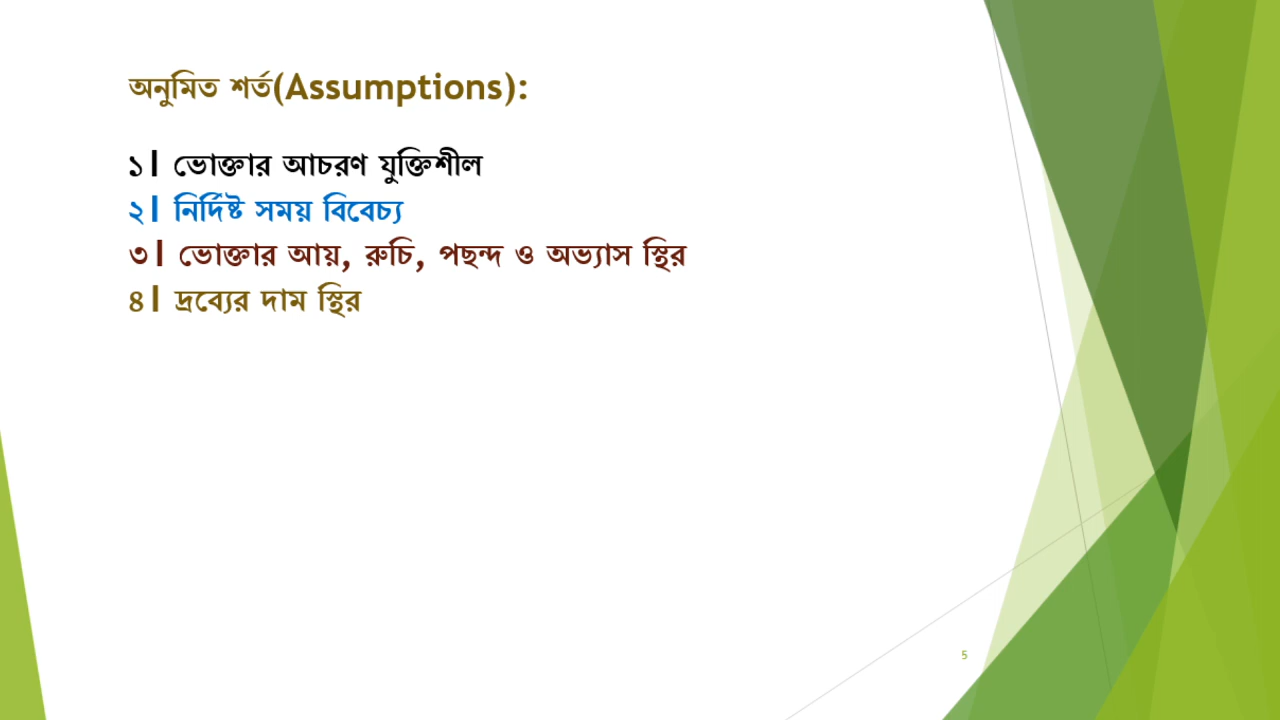 অনুমিত শর্ত(Assumptions):
১। ভোক্তার আচরণ যুক্তিশীল
২। নির্দিষ্ট সময় বিবেচ্য
৩। ভোক্তার আয়, রুচি, পছন্দ ও অভ্যাস স্থির
৪। দ্রব্যের দাম স্থির
5